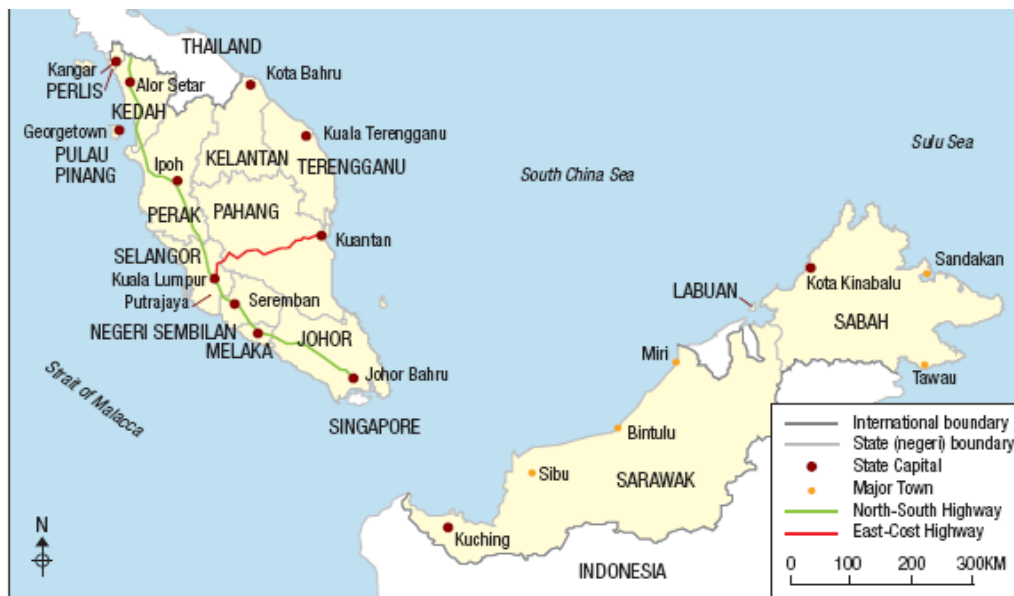 THAILAND
Kangar
PERLIS
Alor Setar
Kota Bahru
KEDAH
Georgetown
PULAU
PINANG
Kuala Terengganu
Ipoh
KELANTAN
TERENGGANU
South China Sea
Sulu Sea
PERAK
PAHANG
Kuantan
SELANGOR
Kuala Lumpur
Putrajaya
Seremban
NEGERI SEMBILAN
MELAKA
JOHOR
Johor Bahru
SINGAPORE
Strait of Malacca
LABUAN
Kota Kinabalu
Sandakan
SABAH
Tawau
Miri
Bintulu
Sibu
SARAWAK
Kuching
INDONESIA
N
International boundary
State (negeri) boundary
State Capital
Major Town
North-South Highway
East-Cost Highway
0 100 200 300KM